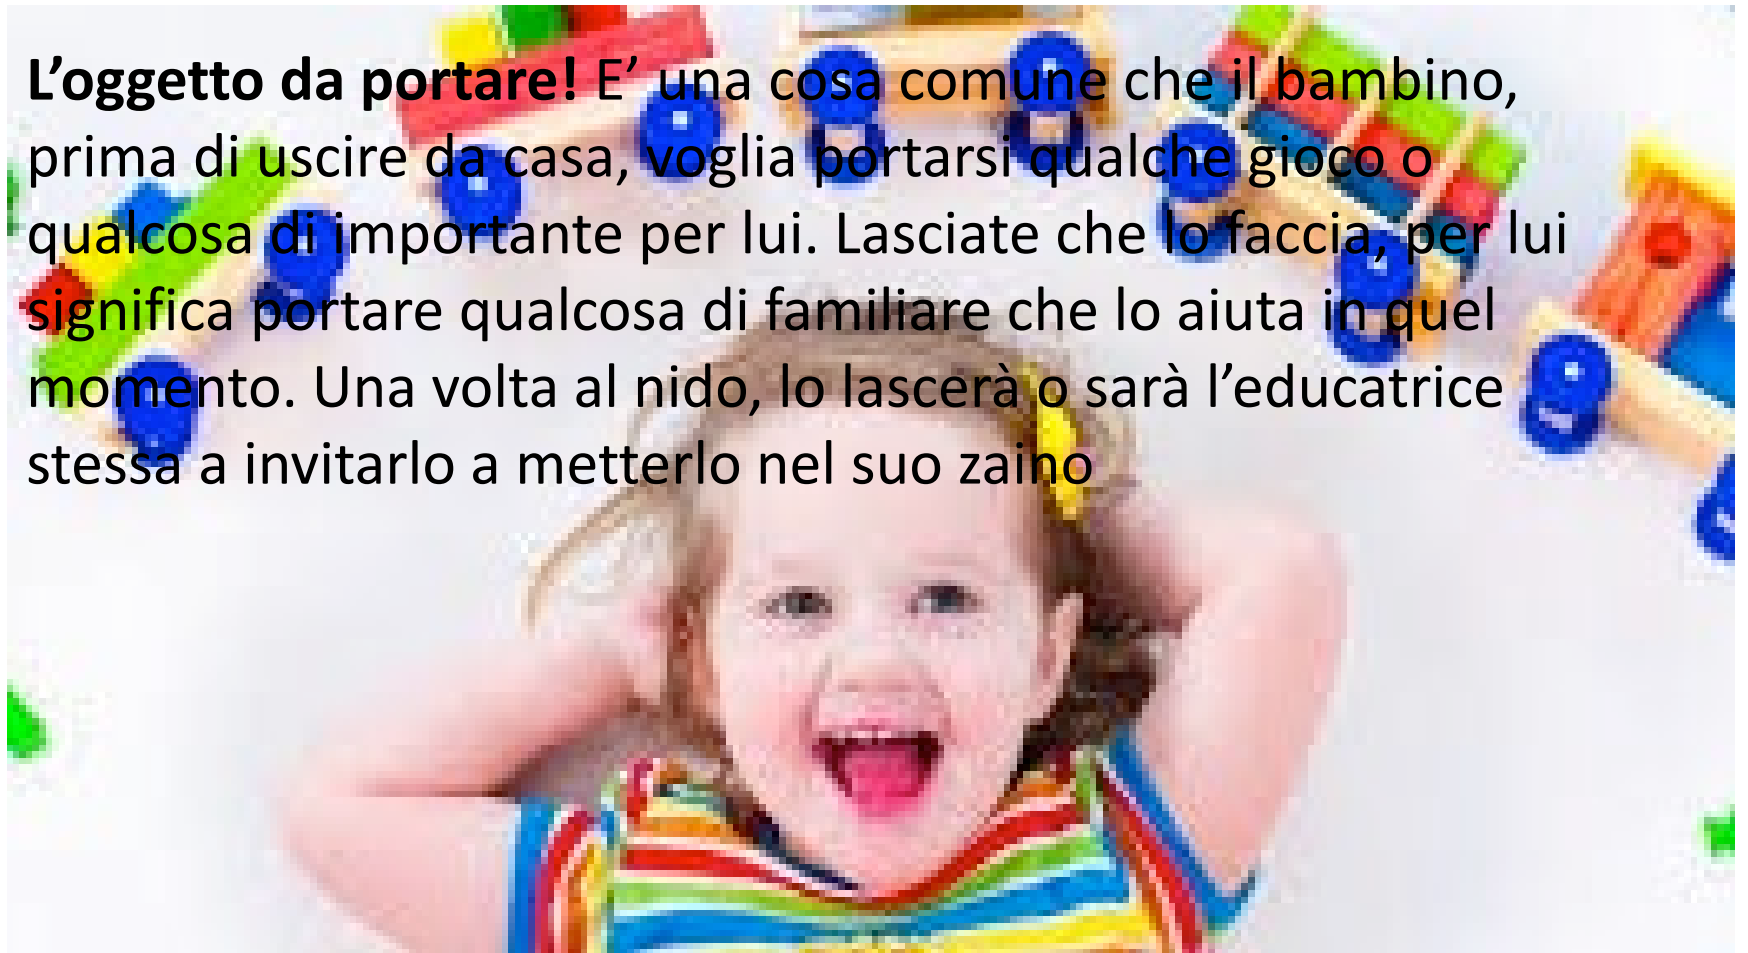 L’oggetto da portare! E’ una cosa comune che il bambino,
prima di uscire da casa, voglia portarsi qualche gioco o
qualcosa di importante per lui. Lasciate che lo faccia, per lui
significa portare qualcosa di familiare che lo aiuta in quel
momento. Una volta al nido, lo lascerà o sarà l’educatrice
stessa a invitarlo a metterlo nel suo zaino